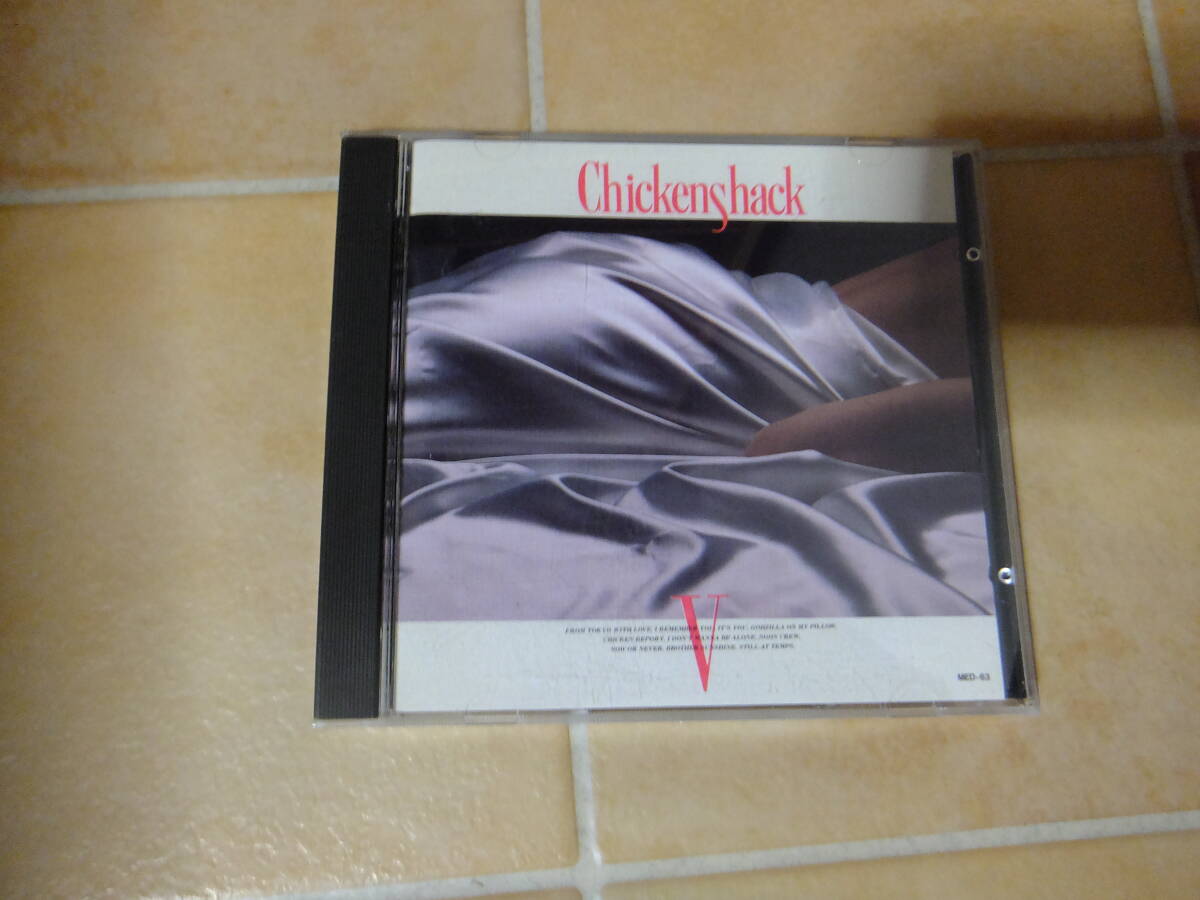 Chickenshack
V
FROM TOKYO WITH LOVE, I REMEMBER YOU, IT'S YOU, GODZILLA ON MY PILLOW,
CHICKEN REPORT, I DON'T WANNA BE ALONE, NOON CREW,
NOW OR NEVER, BROTHER SUNSHINE, STILL AT TEMPS.
MED-63